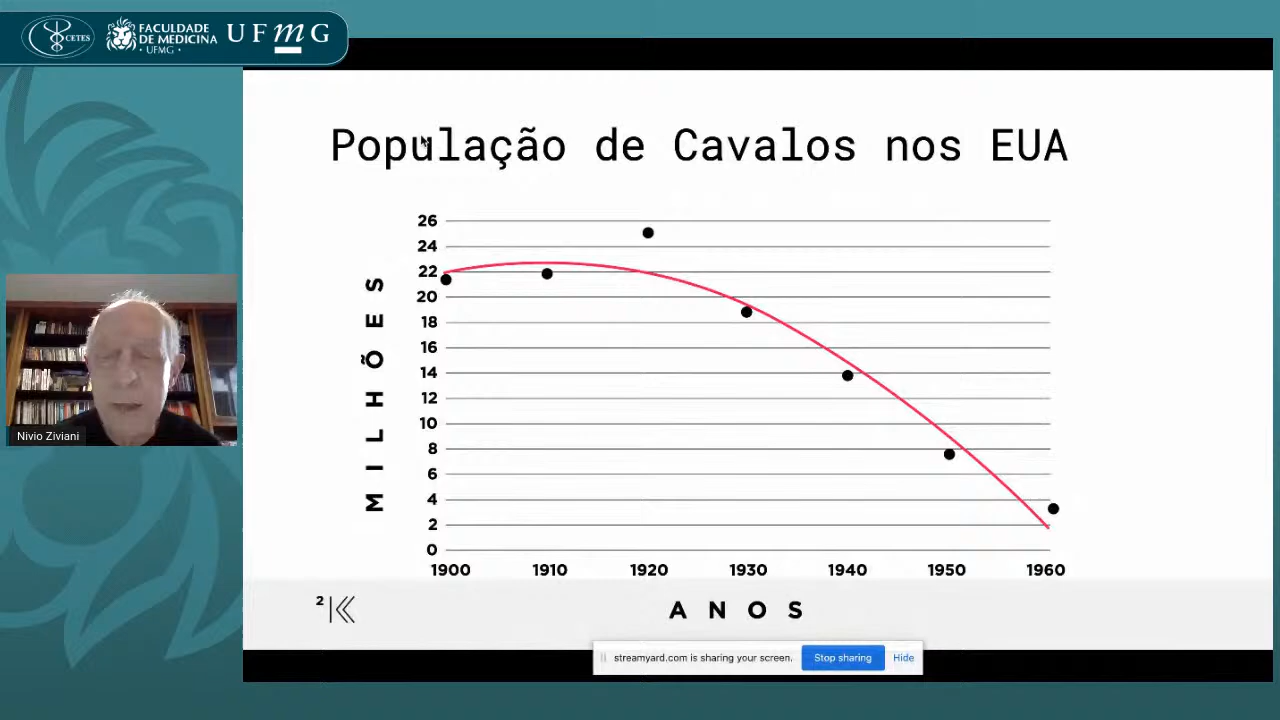 CETES
FACULDADE
DE MEDICINA
· UFMG ·
UFmG
População de Cavalos nos EUA
MILHÕES
26
24
22
20
18
16
14
12
10
8
6
4
2
0
1900 1910 1920 1930 1940 1950 1960
ANOS
2
K
Nivio Ziviani
streamyard.com is sharing your screen. Stop sharing Hide